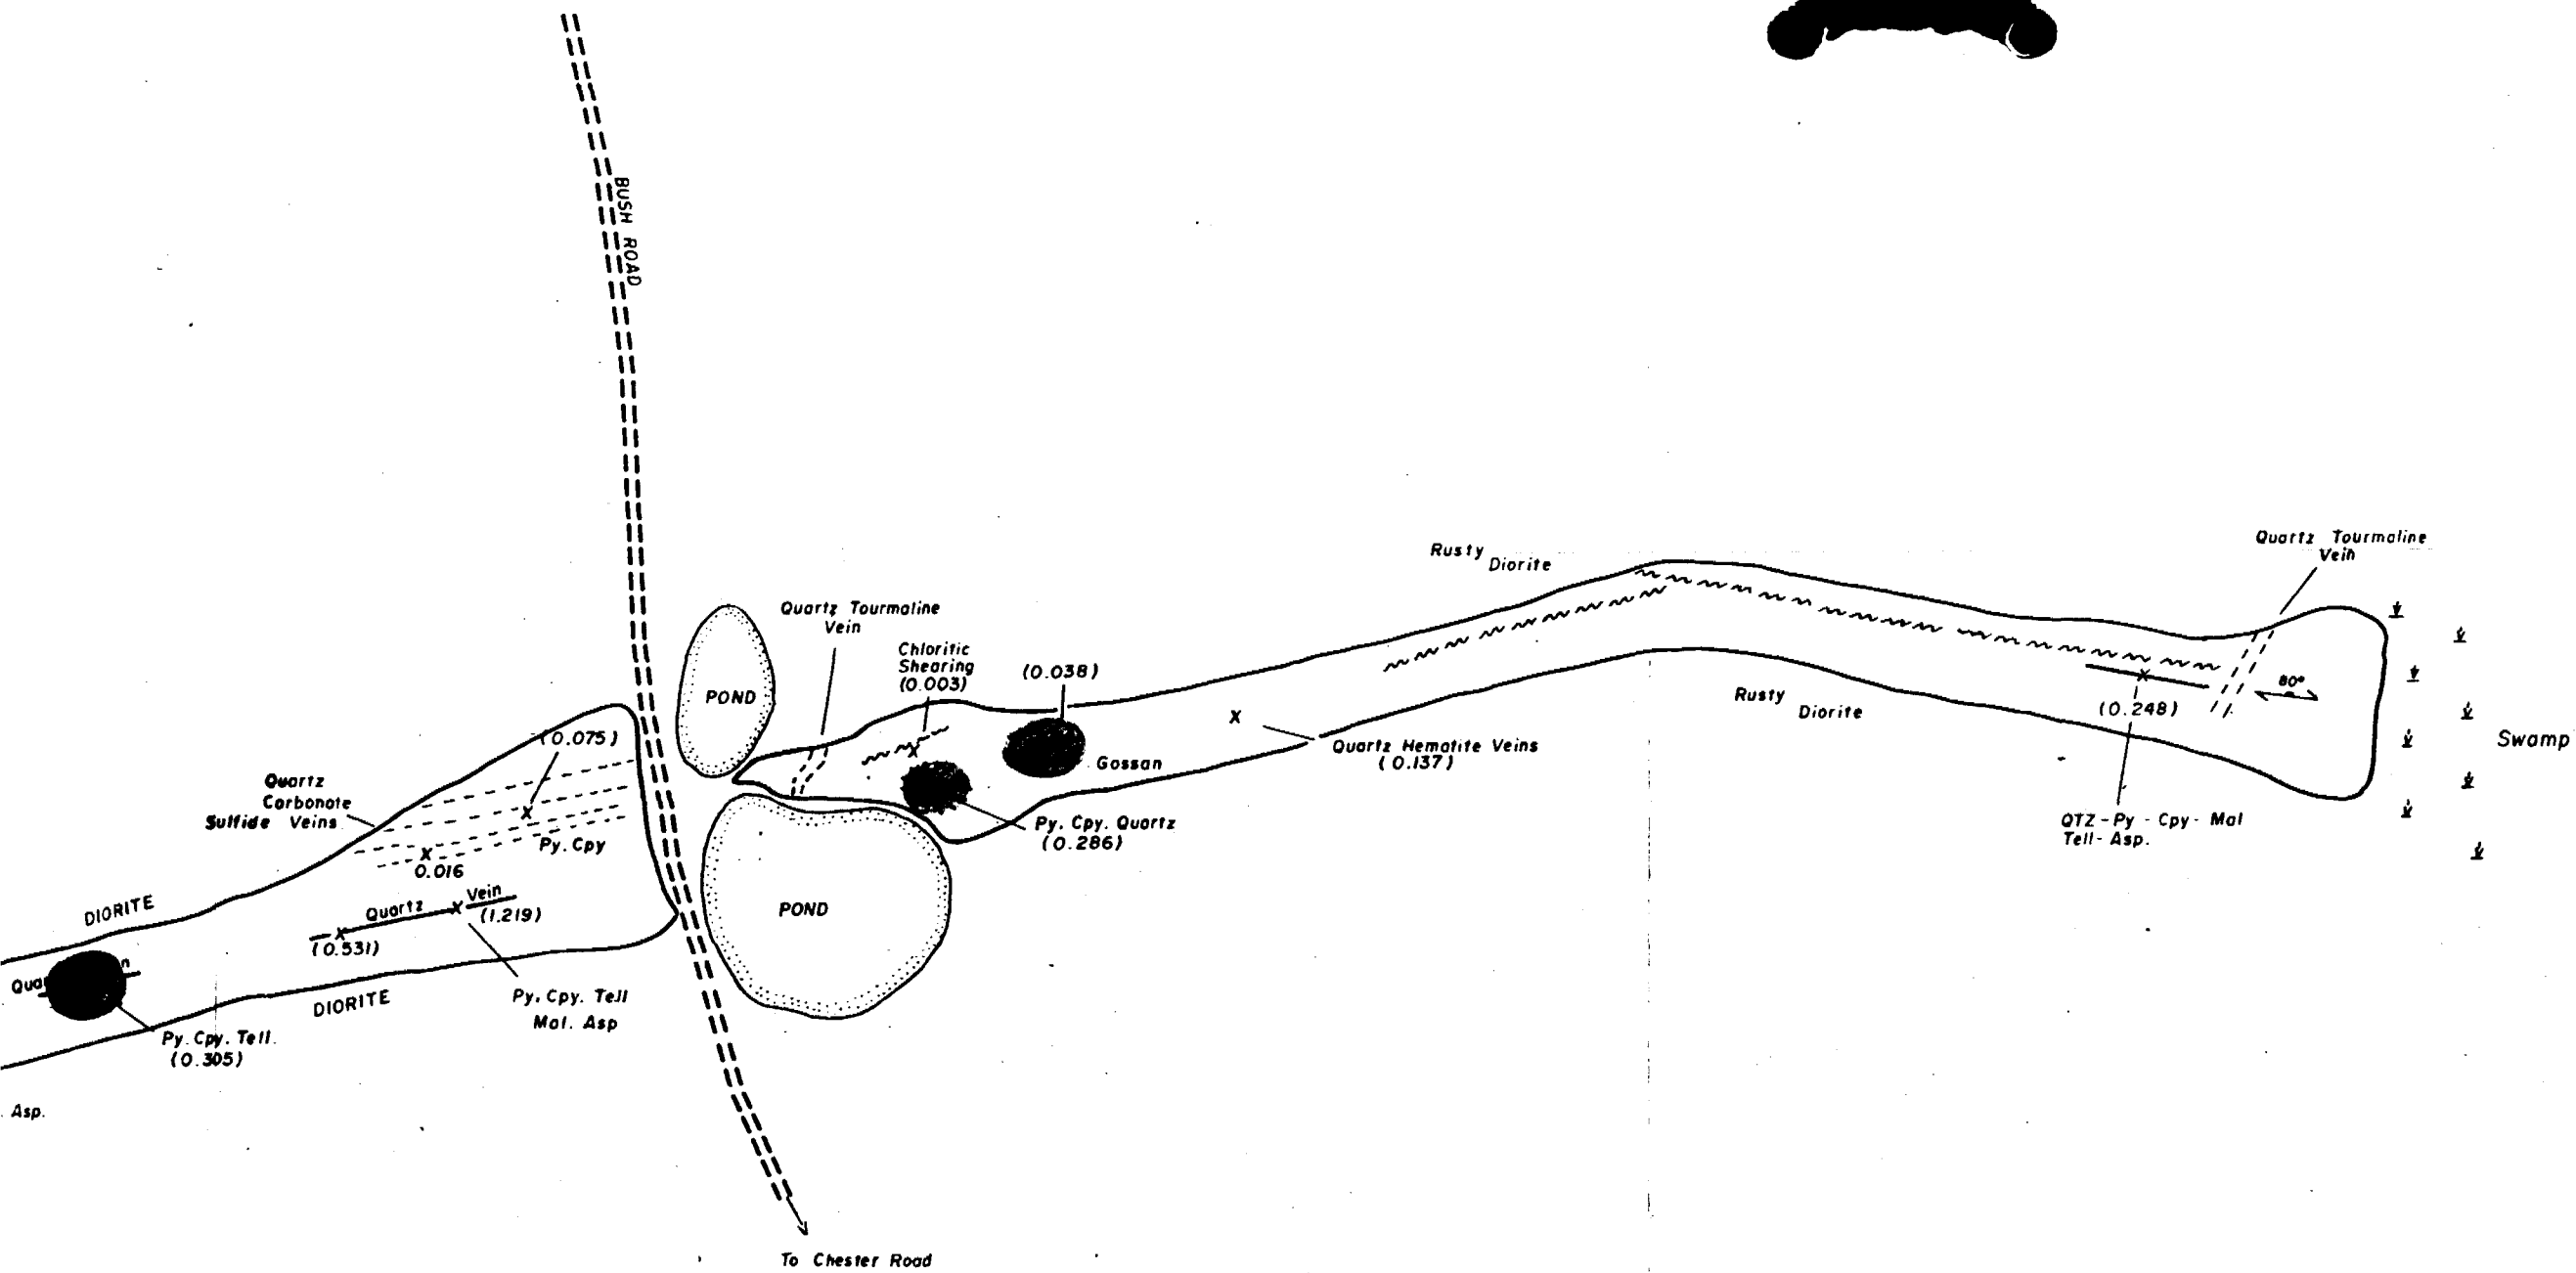 BUSH ROAD
Rusty
Diorite
Quartz Tourmaline
Vein
Quartz Tourmaline
Vein
Chloritic
Shearing
(0.003)
(0.038)
POND
80°
Rusty
Diorite
(0.248)
Swamp
(0.075)
Quartz Hematite Veins
(0.137)
Gossan
Quartz
Carbonate
Sulfide Veins
Py. Cpy. Quartz
(0.286)
QTZ-Py-Cpy-Mal
Tell-Asp.
Py. Cpy
0.016
Quartz Vein
(1.219)
DIORITE
POND
(0.531)
Py. Cpy. Tell
Mal. Asp
DIORITE
Py. Cpy. Tell.
(0.305)
Asp.
To Chester Road